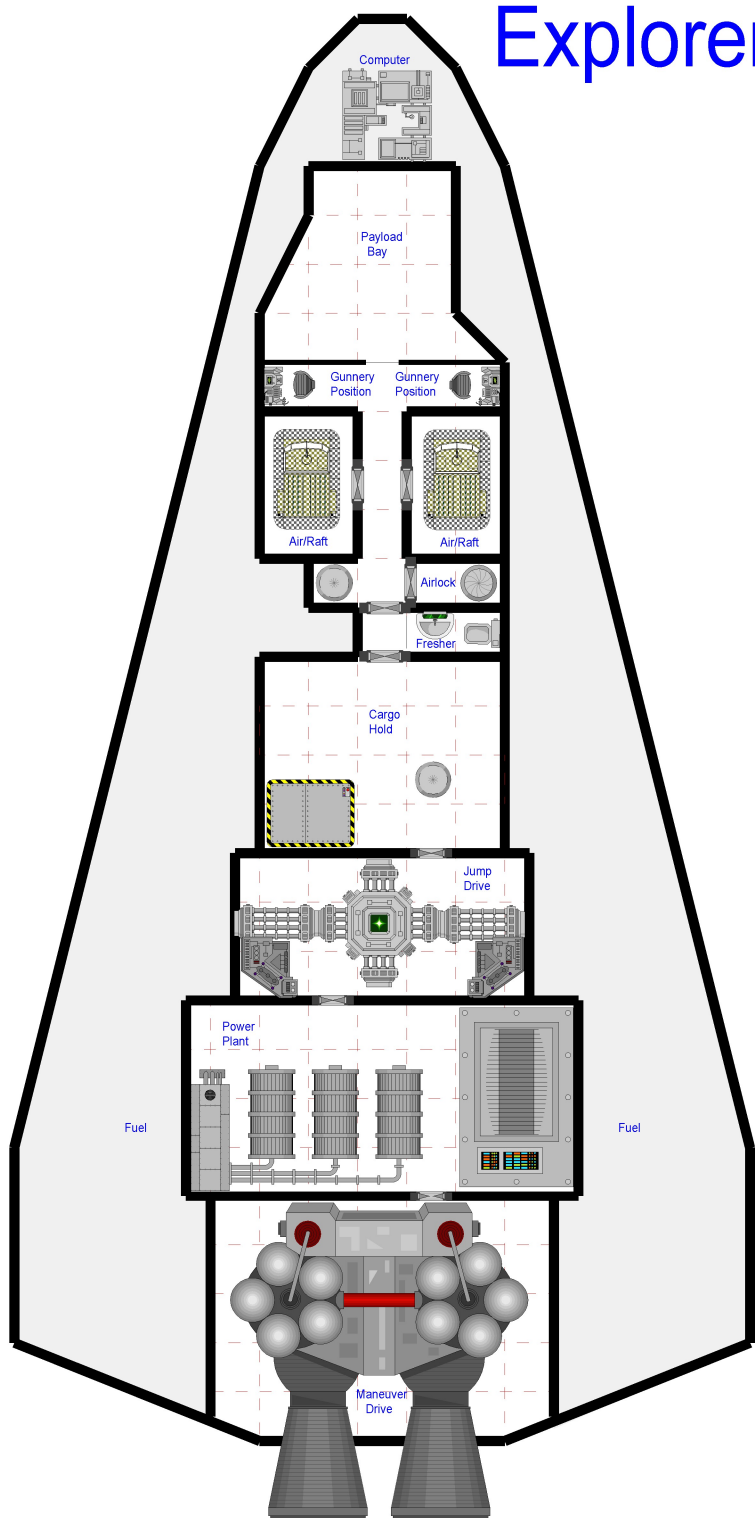 Explorer
Computer
Payload
Bay
Gunnery
Position
Gunnery
Position
Air/Raft
Air/Raft
Airlock
Fresher
Cargo
Hold
Jump
Drive
Power
Plant
Fuel
Fuel
Maneuver
Drive